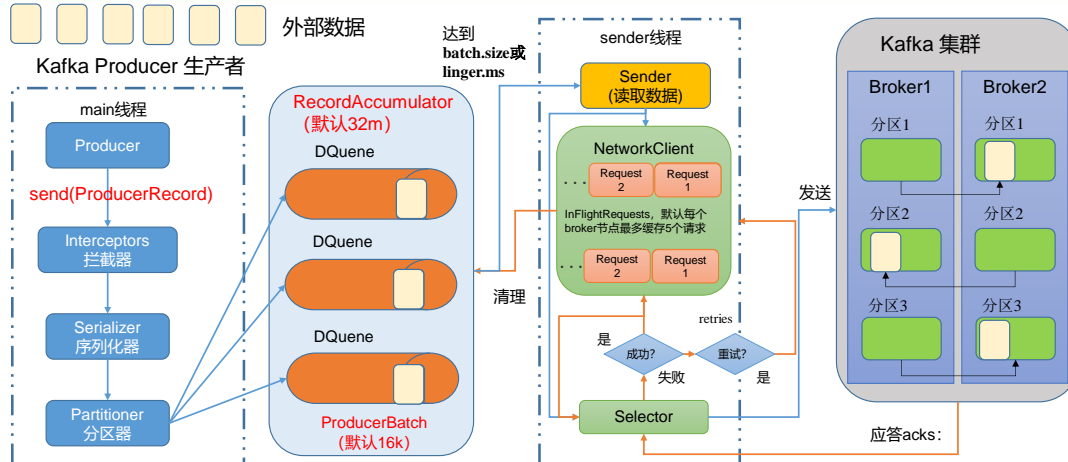 外部数据
Kafka Producer 生产者
main线程
Producer
send(ProducerRecord)
Interceptors
拦截器
Serializer
序列化器
Partitioner
分区器
RecordAccumulator
(默认32m)
DQuene
DQuene
DQuene
ProducerBatch
(默认16k)
达到
batch.size或
linger.ms
清理
sender线程
Sender
(读取数据)
NetworkClient
...
Request
2
Request
1
InFlightRequests，默认每个
broker节点最多缓存5个请求
...
Request
2
Request
1
retries
是
成功?
重试?
失败
是
Selector
发送
应答acks：
Kafka 集群
Broker1
分区1
分区2
分区3
Broker2
分区1
分区2
分区3